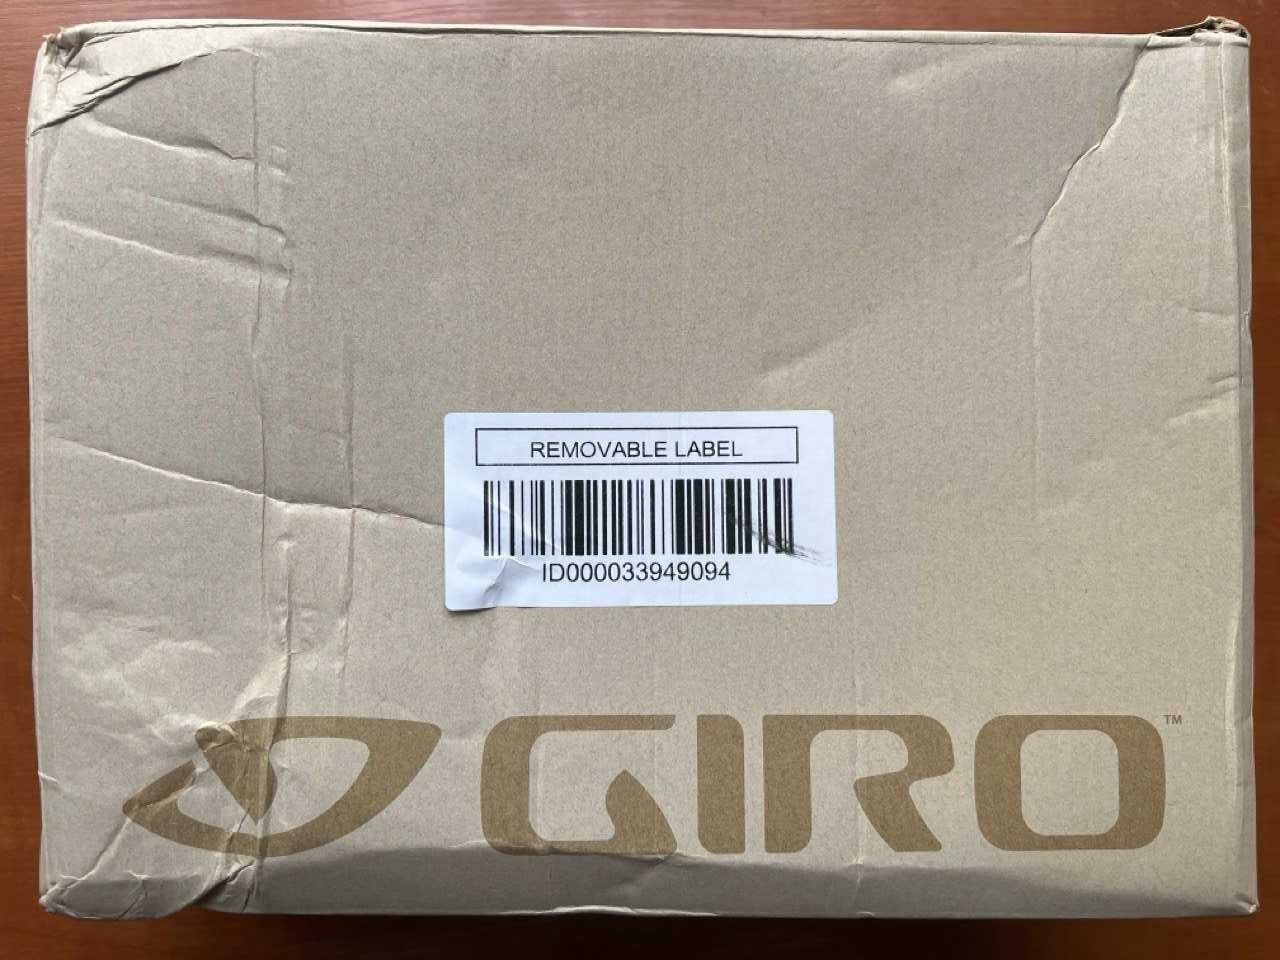 REMOVABLE LABEL
ID000033949094
GIRO™